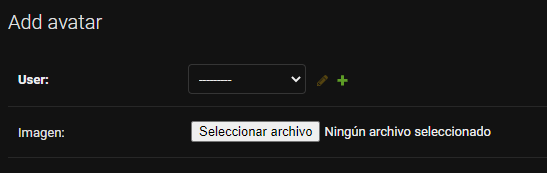 Add avatar
User: ---------
Imagen: Seleccionar archivo Ningún archivo seleccionado